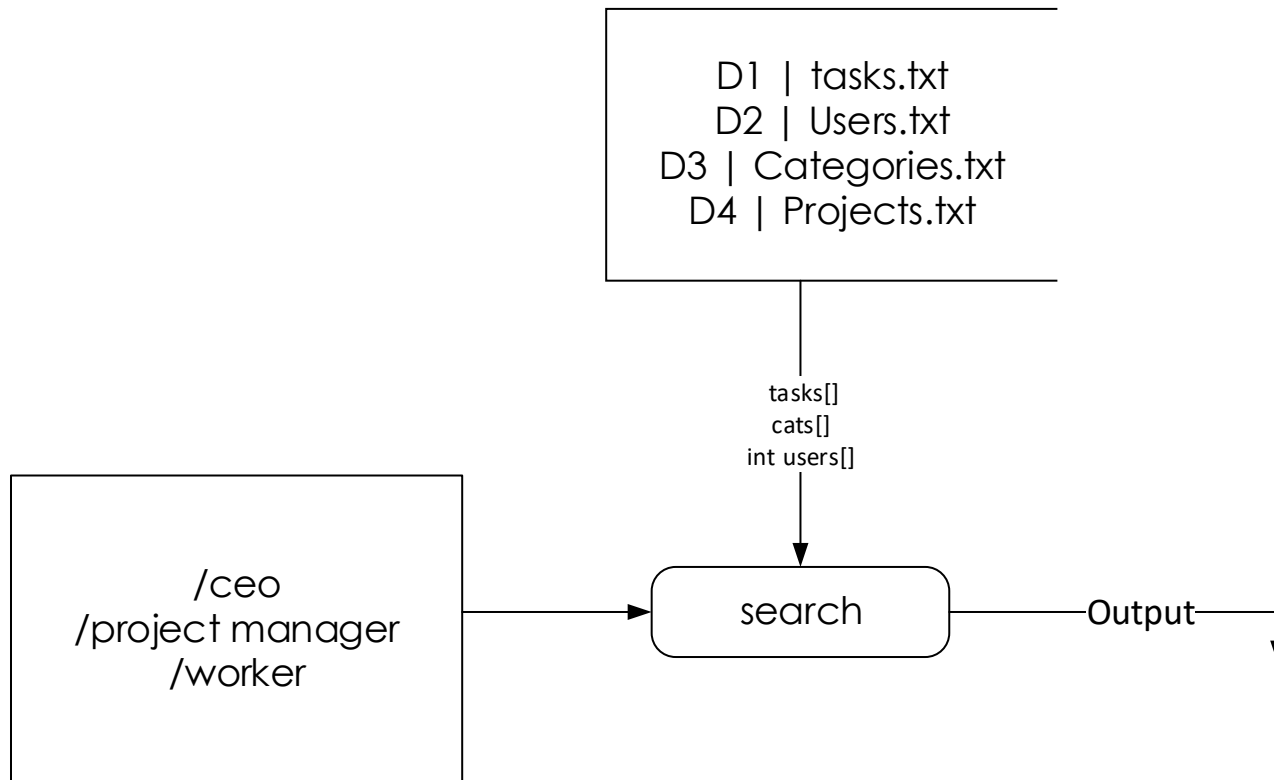 D1 | tasks.txt
D2 | Users.txt
D3 | Categories.txt
D4 | Projects.txt
tasks[]
cats[]
int users[]
/ceo
/project manager
/worker
search
Output